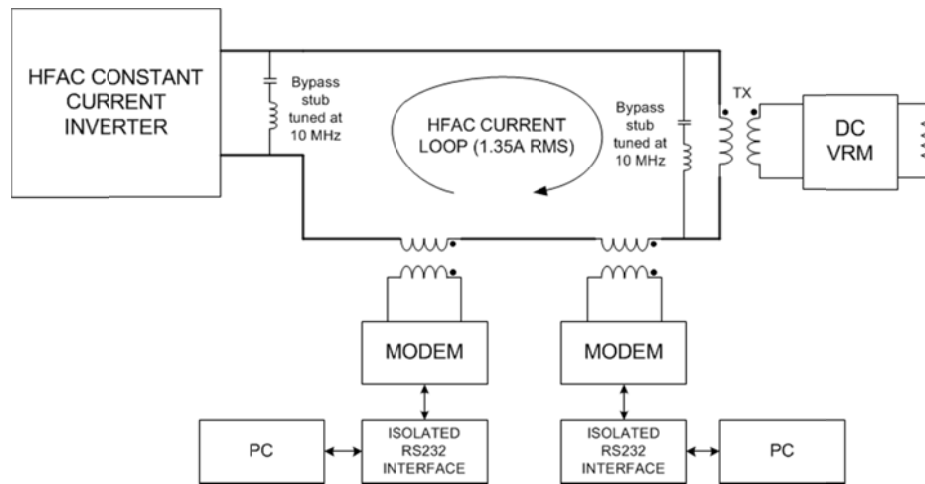 HFAC CONSTANT
CURRENT
INVERTER
Bypass
stub
tuned at
10 MHz
HFAC CURRENT
LOOP (1.35A RMS)
Bypass
stub
tuned at
10 MHz
TX
DC
VRM
MODEM
MODEM
PC
ISOLATED
RS232
INTERFACE
ISOLATED
RS232
INTERFACE
PC